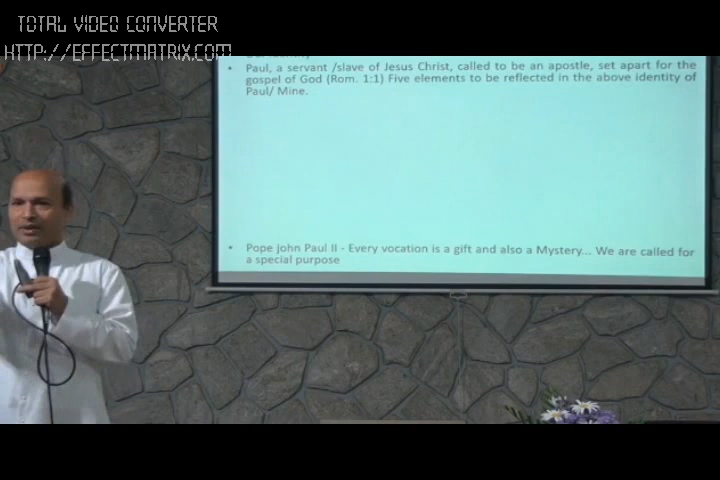 TOTAL VIDEO CONVERTER
HTTP://EFFECTMATRIX.COM
• Paul, a servant /slave of Jesus Christ, called to be an apostle, set apart for the
gospel of God (Rom. 1:1) Five elements to be reflected in the above identity of
Paul/ Mine.
• Pope John Paul II - Every vocation is a gift and also a Mystery... We are called for
a special purpose